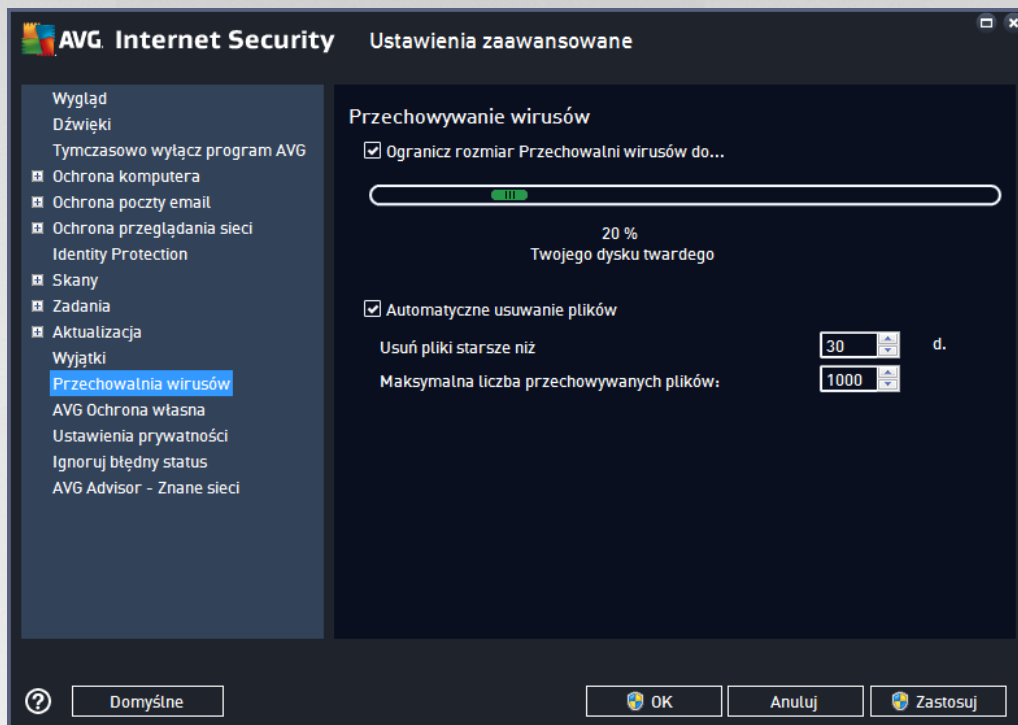 AVG. Internet Security
Ustawienia zaawansowane
Wygląd
Dźwięki
Tymczasowo wyłącz program AVG
Ochrona komputera
Ochrona poczty email
Ochrona przeglądania sieci
Identity Protection
Skany
Zadania
Aktualizacja
Wyjątki
Przechowalnia wirusów
AVG Ochrona własna
Ustawienia prywatności
Ignoruj błędny status
AVG Advisor - Znane sieci
Przechowywanie wirusów
Ogranicz rozmiar Przechowalni wirusów do...
20 %
Twojego dysku twardego
Automatyczne usuwanie plików
Usuń pliki starsze niż 30 d.
Maksymalna liczba przechowywanych plików: 1000
? Domyślne OK Anuluj Zastosuj